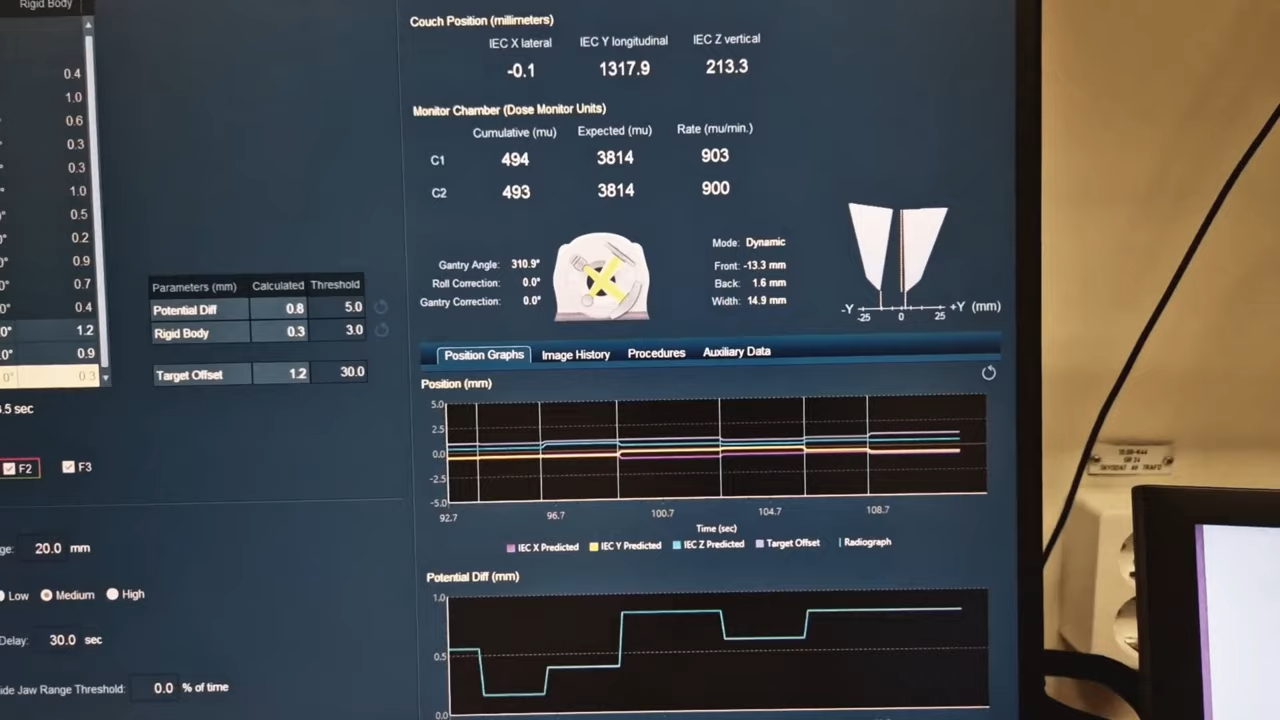 Rigid Body
0.4
1.0
0.6
0.3
0.3
1.0
0.5
0.2
0.9
0.7
0.4
0° 1.2
.0° 0.9
0° 0.3
.5 sec
F2 F3
ge: 20.0 mm
Low Medium High
Delay: 30.0 sec
ide Jaw Range Threshold: 0.0 % of time
Parameters (mm) Calculated Threshold
Potential Diff 0.8 5.0
Rigid Body 0.3 3.0
Target Offset 1.2 30.0
Couch Position (millimeters)
IEC X lateral IEC Y longitudinal IEC Z vertical
-0.1 1317.9 213.3
Monitor Chamber (Dose Monitor Units)
Cumulative (mu) Expected (mu) Rate (mu/min.)
C1 494 3814 903
C2 493 3814 900
Gantry Angle: 310.9°
Roll Correction: 0.0°
Gantry Correction: 0.0°
Mode: Dynamic
Front: -13.3 mm
Back: 1.6 mm
Width: 14.9 mm
-Y +Y (mm)
-25 0 25
Position Graphs Image History Procedures Auxiliary Data
Position (mm)
5.0
2.5
0.0
-2.5
-5.0
92.7 96.7 100.7 104.7 108.7
Time (sec)
IEC X Predicted IEC Y Predicted IEC Z Predicted Target Offset Radiograph
Potential Diff (mm)
1.0
0.5
0.0